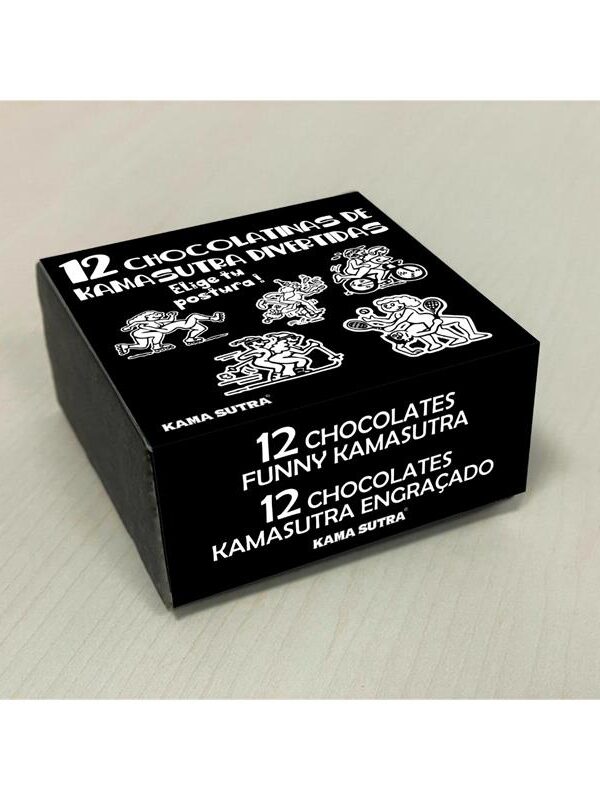 12 CHOCOLATINAS DE
KAMASUTRA DIVERTIDAS
Elige tu
postura!
KAMA SUTRA®
12 CHOCOLATES
FUNNY KAMASUTRA
12 CHOCOLATES
KAMASUTRA ENGRAÇADO
KAMA SUTRA®